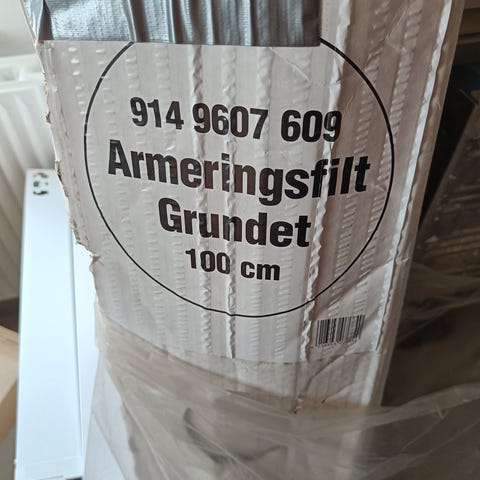 914 9607 609
Armeringsfilt
Grundet
100 cm